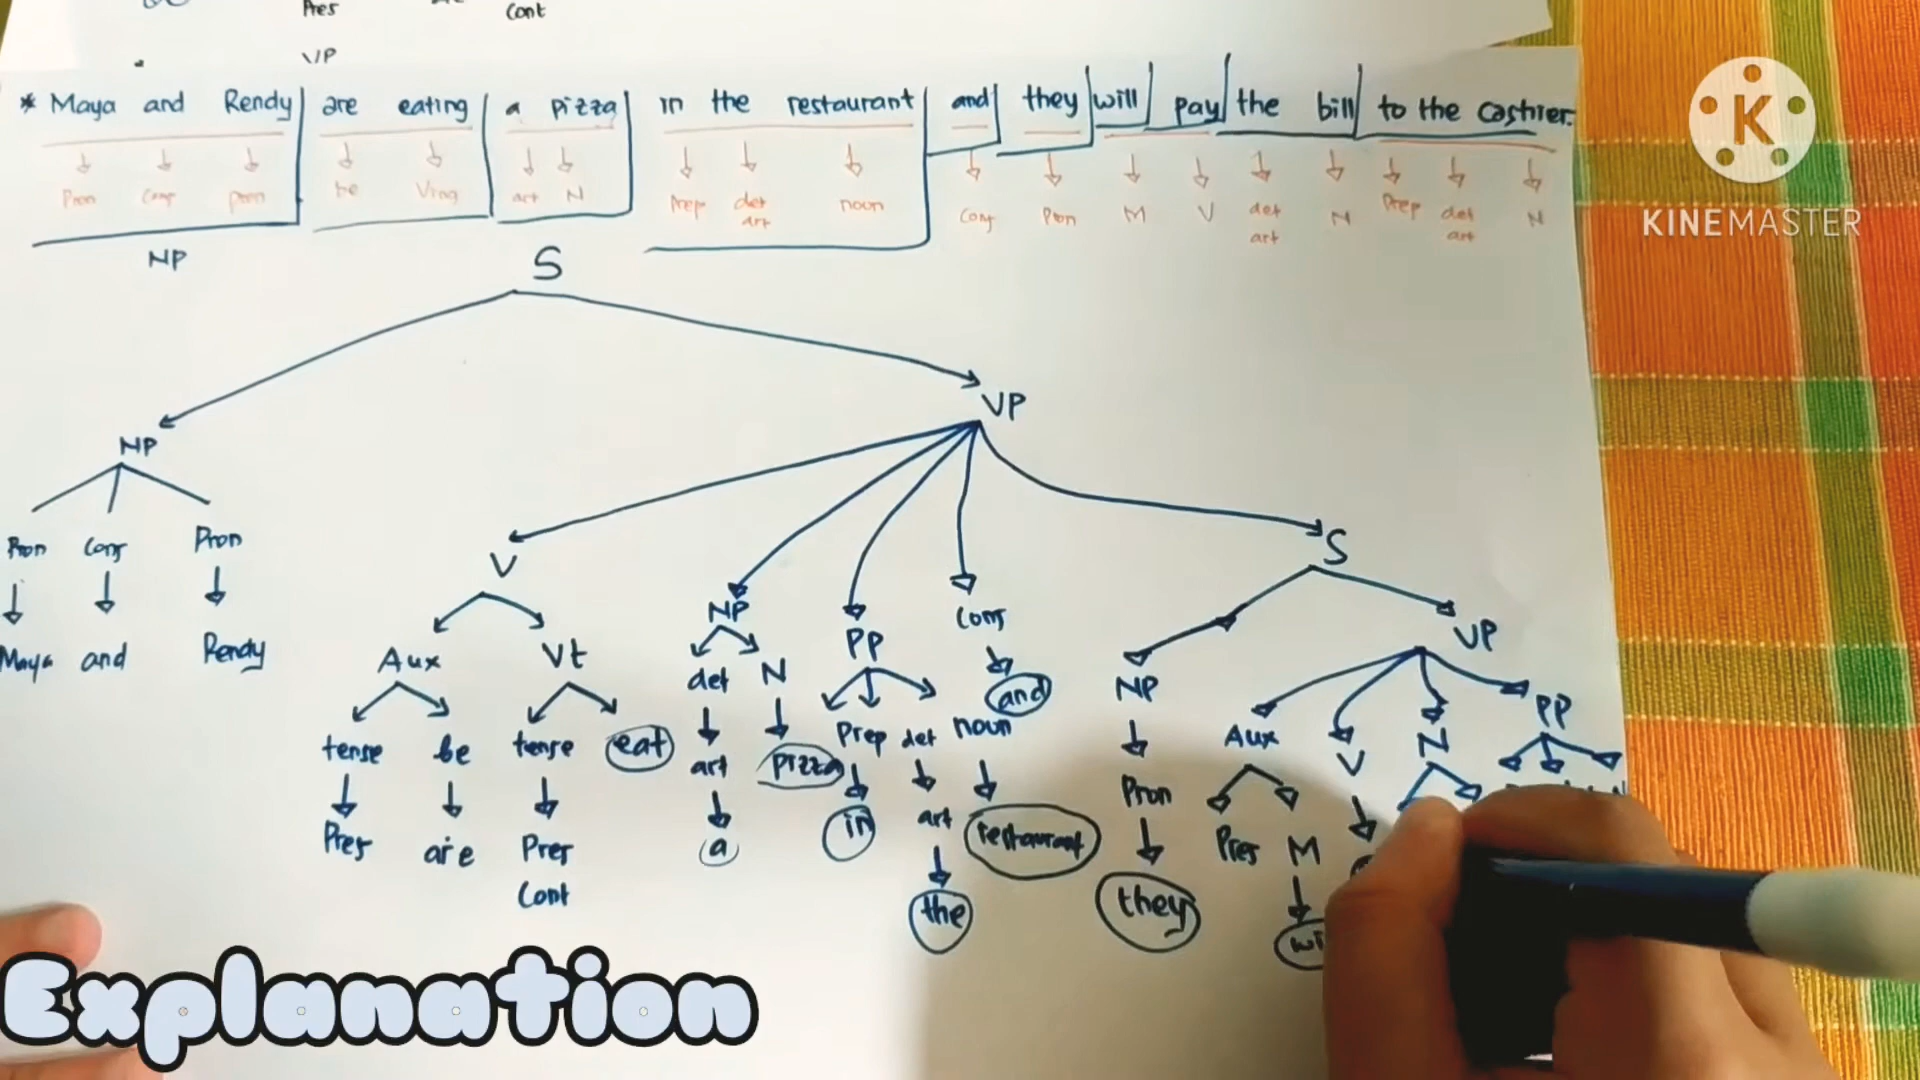 Pres
Cont
VP
* Maya and Rendy are eating a pizza in the restaurant and they will pay the bill to the cashier.
Pron Conj pron be Ving art N Prep det art noun Conj Pron M V det art N Prep det art N
NP
S
VP
NP
V
S
Pron Conj Pron
NP
PP
Conj
VP
Maya and Rendy
Aux Vt
det N
and
NP
PP
tense be tense eat
art pizza
Prep det noun
Aux V N
Pres are Pres
Cont
a
in
art restaurant
the
Pron
they
Pres M
K
KINEMASTER
Explanation